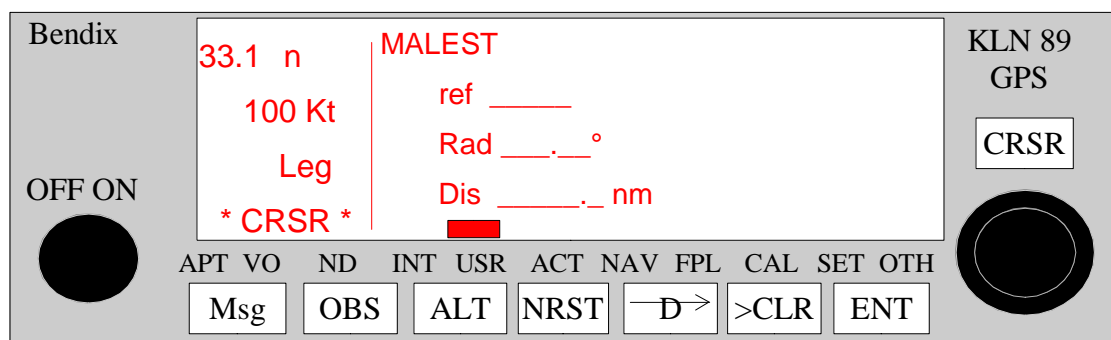 Bendix
KLN 89
GPS
33.1 n
100 Kt
Leg
* CRSR *
MALEST
ref _____
Rad ___.__°
Dis _____._ nm
CRSR
OFF ON
APT VO ND INT USR ACT NAV FPL CAL SET OTH
Msg OBS ALT NRST D >CLR ENT